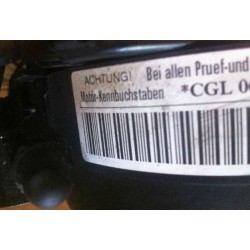 ACHTUNG! Bei allen Pruef-und
Motor-Kennbuchstaben *CGL